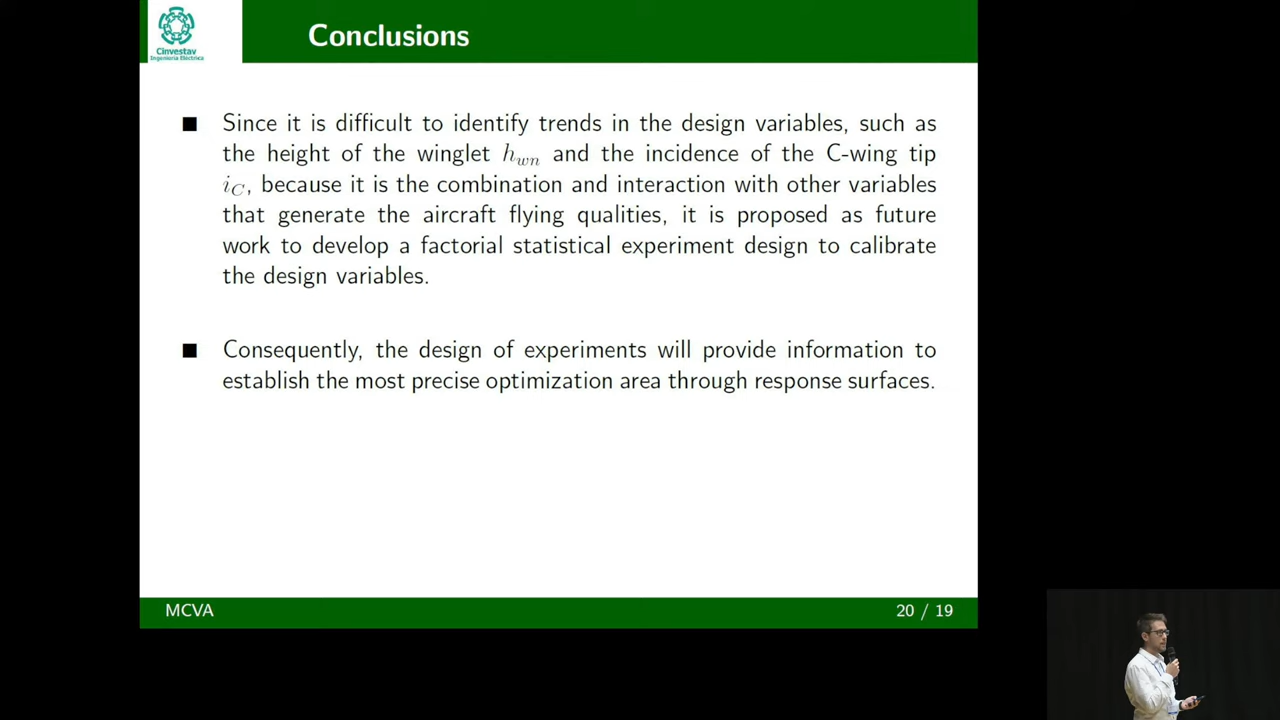 Cinvestav
Ingeniería Eléctrica
Conclusions
Since it is difficult to identify trends in the design variables, such as
the height of the winglet h_wn and the incidence of the C-wing tip
i_C, because it is the combination and interaction with other variables
that generate the aircraft flying qualities, it is proposed as future
work to develop a factorial statistical experiment design to calibrate
the design variables.
Consequently, the design of experiments will provide information to
establish the most precise optimization area through response surfaces.
MCVA
20 / 19